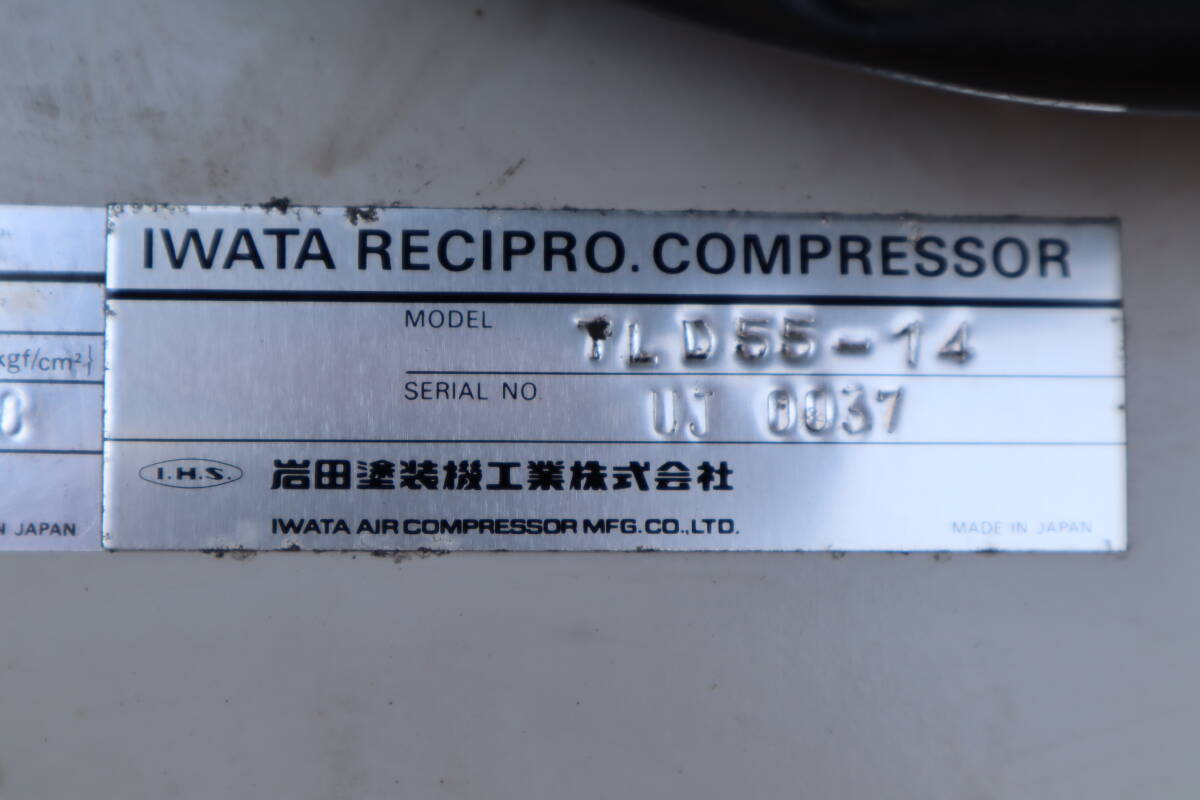 IWATA RECIPRO. COMPRESSOR
MODEL TLD55-14
SERIAL NO. UJ 0037
I.H.S. 岩田塗装機工業株式会社
IWATA AIR COMPRESSOR MFG. CO., LTD.
MADE IN JAPAN
kgf/cm²}
0
N JAPAN